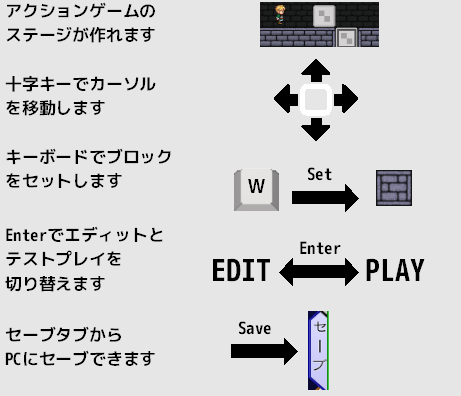 アクションゲームの
ステージが作れます
十字キーでカーソル
を移動します
キーボードでブロック
をセットします
W
Set
Enterでエディットと
テストプレイを
切り替えます
Enter
EDIT
PLAY
セーブタブから
PCにセーブできます
Save
セーブ